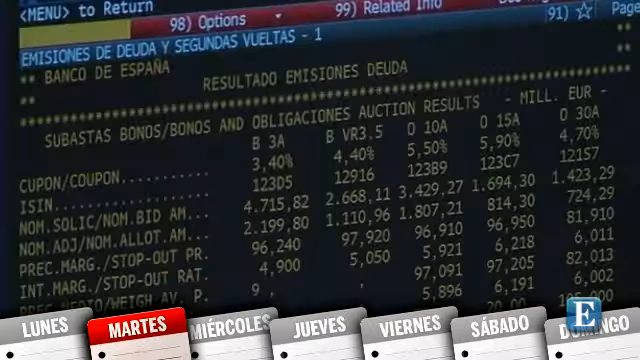 <MENU> to Return
98) Options
99) Related Info
91) ☆
Page
EMISIONES DE DEUDA Y SEGUNDAS VUELTAS - 1
** BANCO DE ESPAÑA **
** RESULTADO EMISIONES DEUDA
SUBASTAS BONOS/BONOS AND OBLIGACIONES AUCTION RESULTS - MILL. EUR -
B 3A B VR3.5 O 10A O 15A O 30A
CUPON/COUPON........... 3,40% 4,40% 5,50% 5,90% 4,70%
ISIN................... 123D5 12916 123B9 123C7 121S7
NOM.SOLIC/NOM.BID AM... 4.715,82 2.668,11 3.429,27 1.694,30 1.423,29
NOM.ADJ/NOM.ALLOT.AM... 2.199,80 1.110,96 1.807,21 814,30 724,29
PREC.MARG./STOP-OUT PR. 96,240 97,920 96,910 96,950 81,910
INT.MARG./STOP-OUT RAT. 4,900 5,050 5,921 6,218 6,011
PREC.MEDIO/WEIGH.AV. P. 97,091 97,205 82,013
5,896 6,191 6,002
LUNES MARTES MIÉRCOLES JUEVES VIERNES SÁBADO DOMINGO
E